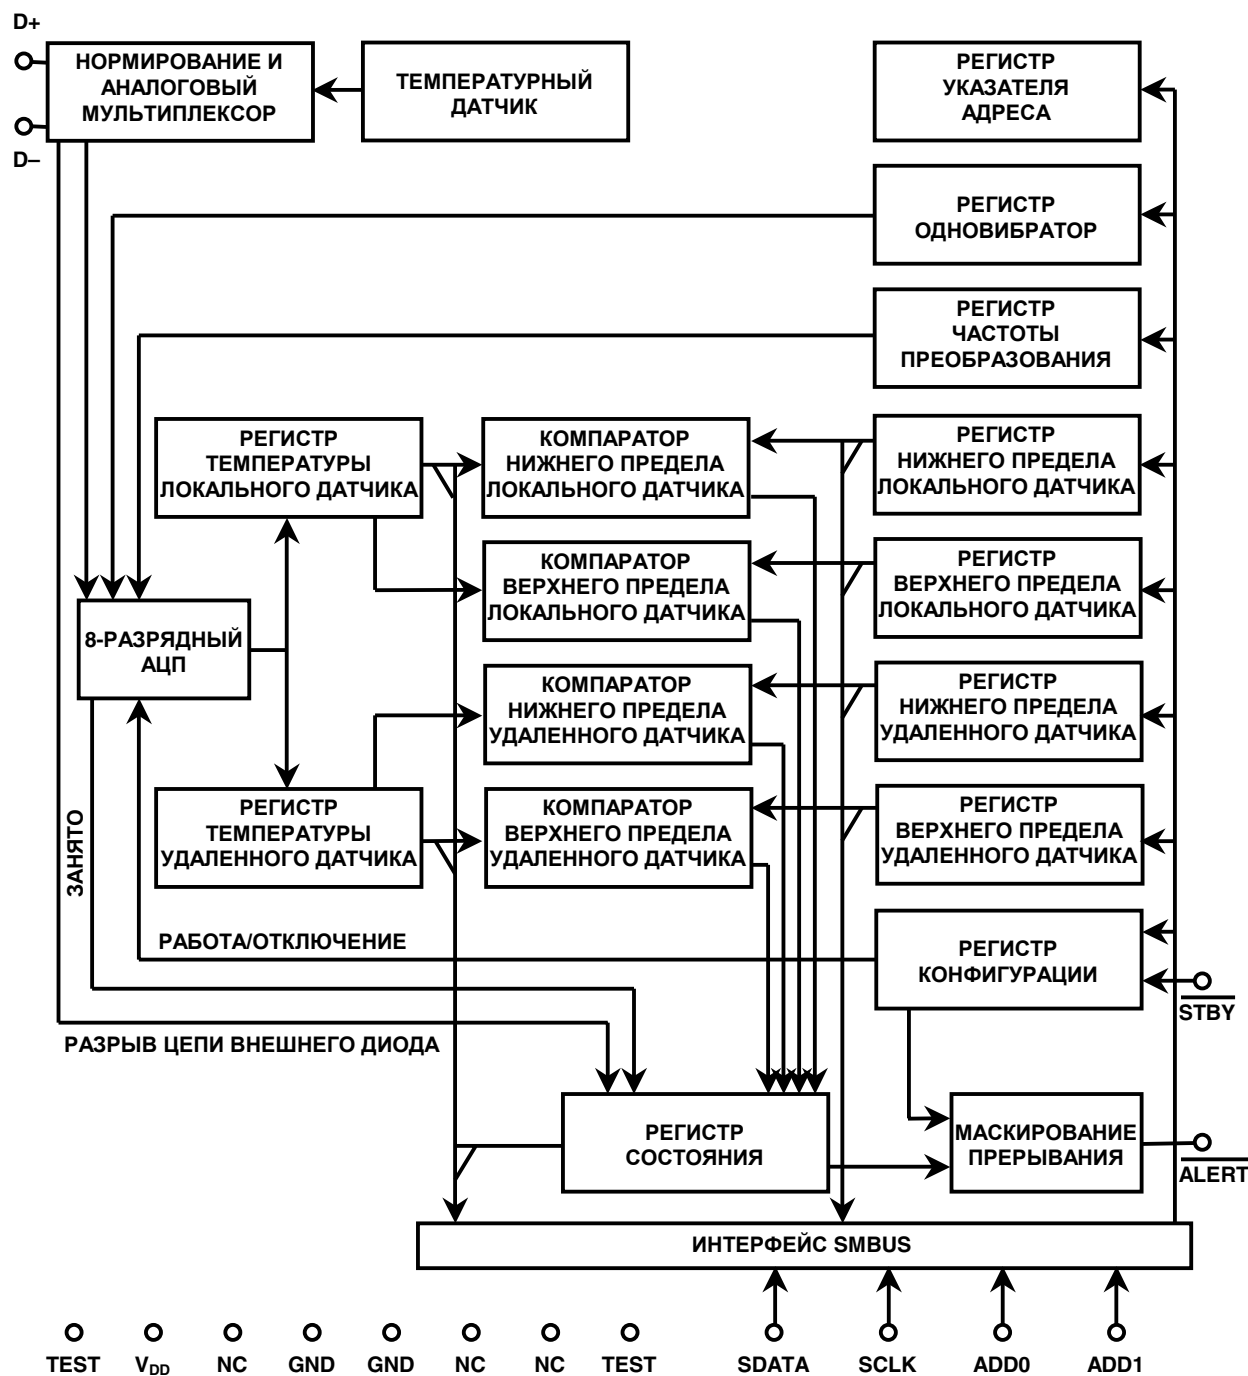 D+
НОРМИРОВАНИЕ И
АНАЛОГОВЫЙ
МУЛЬТИПЛЕКСОР
D–
ТЕМПЕРАТУРНЫЙ
ДАТЧИК
РЕГИСТР
УКАЗАТЕЛЯ
АДРЕСА
РЕГИСТР
ОДНОВИБРАТОР
РЕГИСТР
ЧАСТОТЫ
ПРЕОБРАЗОВАНИЯ
РЕГИСТР
ТЕМПЕРАТУРЫ
ЛОКАЛЬНОГО ДАТЧИКА
КОМПАРАТОР
НИЖНЕГО ПРЕДЕЛА
ЛОКАЛЬНОГО ДАТЧИКА
РЕГИСТР
НИЖНЕГО ПРЕДЕЛА
ЛОКАЛЬНОГО ДАТЧИКА
КОМПАРАТОР
ВЕРХНЕГО ПРЕДЕЛА
ЛОКАЛЬНОГО ДАТЧИКА
РЕГИСТР
ВЕРХНЕГО ПРЕДЕЛА
ЛОКАЛЬНОГО ДАТЧИКА
8-РАЗРЯДНЫЙ
АЦП
КОМПАРАТОР
НИЖНЕГО ПРЕДЕЛА
УДАЛЕННОГО ДАТЧИКА
РЕГИСТР
НИЖНЕГО ПРЕДЕЛА
УДАЛЕННОГО ДАТЧИКА
РЕГИСТР
ТЕМПЕРАТУРЫ
УДАЛЕННОГО ДАТЧИКА
КОМПАРАТОР
ВЕРХНЕГО ПРЕДЕЛА
УДАЛЕННОГО ДАТЧИКА
РЕГИСТР
ВЕРХНЕГО ПРЕДЕЛА
УДАЛЕННОГО ДАТЧИКА
ЗАНЯТО
РАБОТА/ОТКЛЮЧЕНИЕ
РЕГИСТР
КОНФИГУРАЦИИ
STBY
РАЗРЫВ ЦЕПИ ВНЕШНЕГО ДИОДА
РЕГИСТР
СОСТОЯНИЯ
МАСКИРОВАНИЕ
ПРЕРЫВАНИЯ
ALERT
ИНТЕРФЕЙС SMBUS
TEST VDD NC GND GND NC NC TEST SDATA SCLK ADD0 ADD1